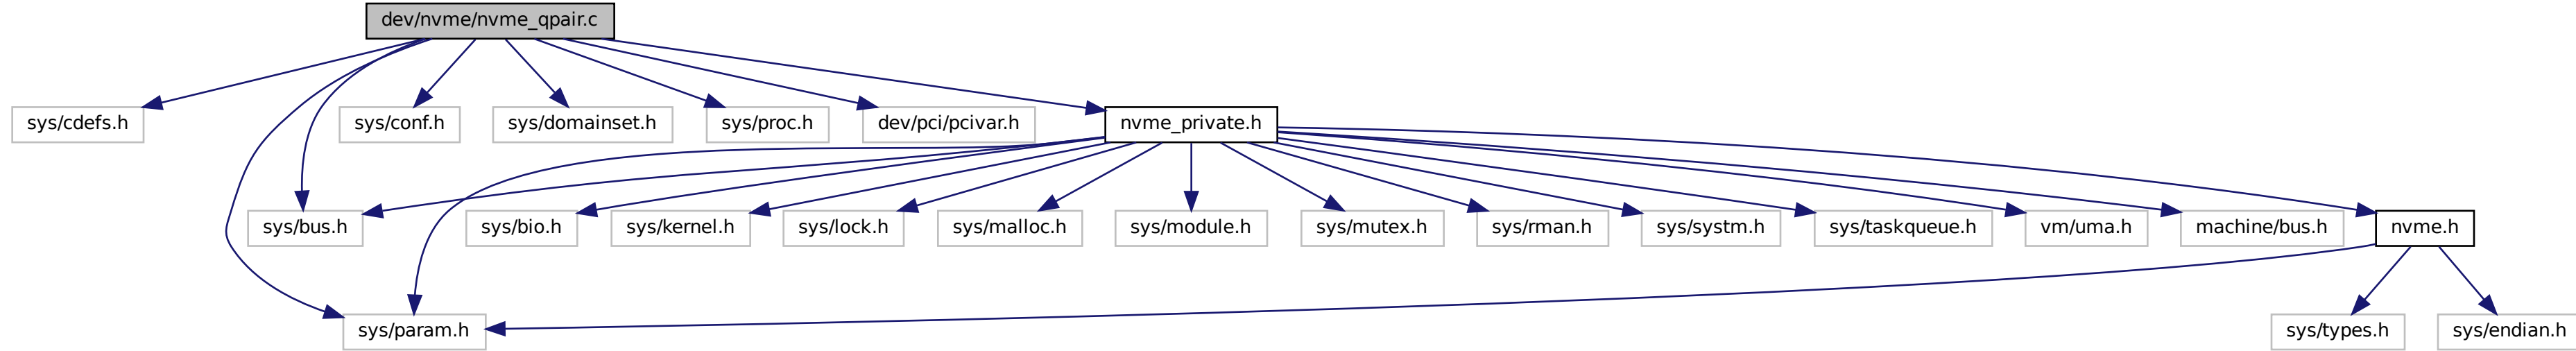 dev/nvme/nvme_qpair.c
sys/cdefs.h
sys/conf.h
sys/domainset.h
sys/proc.h
dev/pci/pcivar.h
nvme_private.h
sys/bus.h
sys/bio.h
sys/kernel.h
sys/lock.h
sys/malloc.h
sys/module.h
sys/mutex.h
sys/rman.h
sys/systm.h
sys/taskqueue.h
vm/uma.h
machine/bus.h
nvme.h
sys/param.h
sys/types.h
sys/endian.h